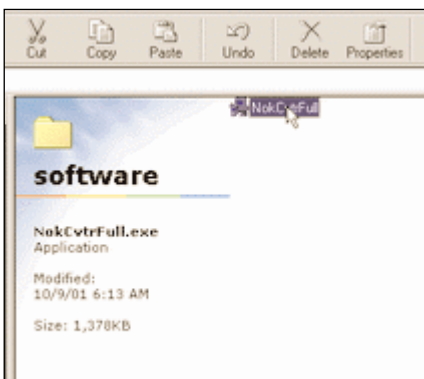 Cut Copy Paste Undo Delete Properties
NokCvtrFull
software
NokCvtrFull.exe
Application
Modified:
10/9/01 6:13 AM
Size: 1,378KB